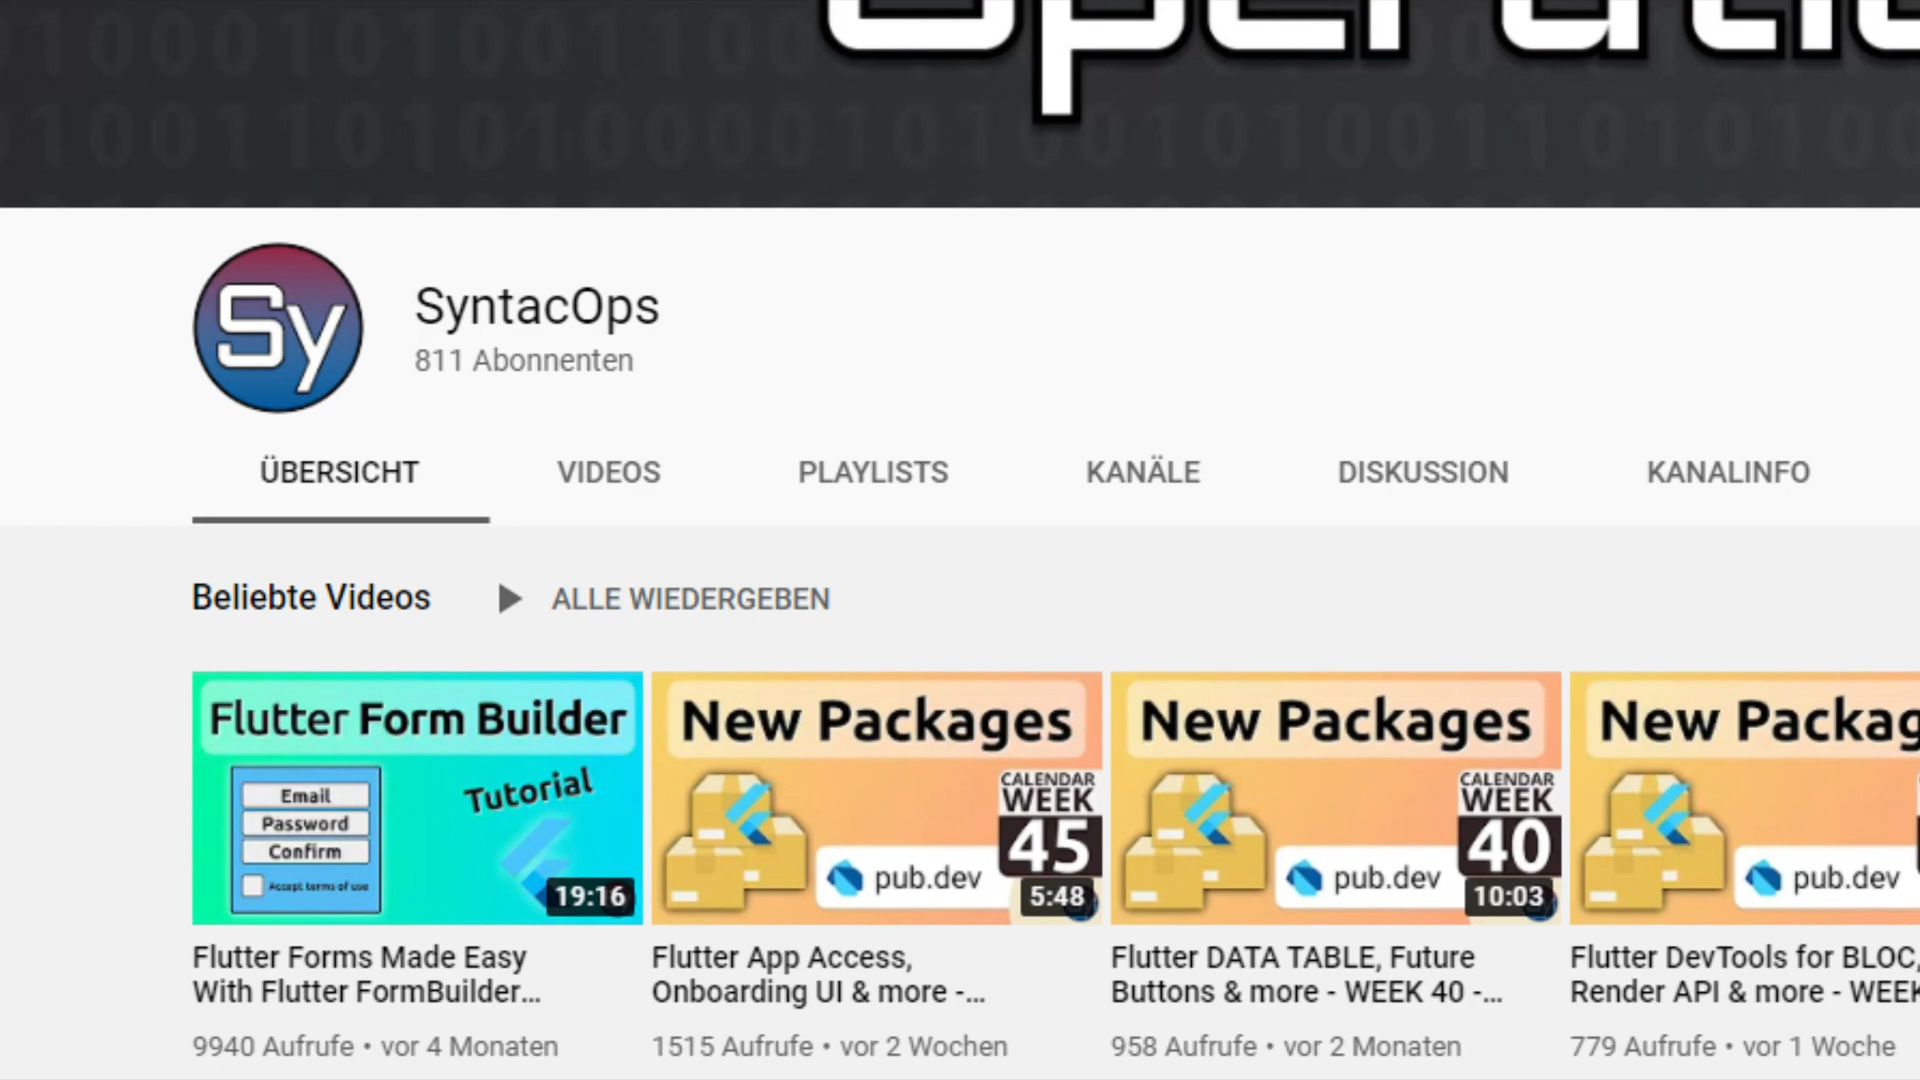 Sy
SyntacOps
811 Abonnenten
ÜBERSICHT VIDEOS PLAYLISTS KANÄLE DISKUSSION KANALINFO
Beliebte Videos ALLE WIEDERGEBEN
Flutter Form Builder
Tutorial
Email
Password
Confirm
Accept terms of use
19:16
New Packages
CALENDAR
WEEK
45
pub.dev
5:48
New Packages
CALENDAR
WEEK
40
pub.dev
10:03
New Packag
pub.dev
Flutter Forms Made Easy
With Flutter FormBuilder...
9940 Aufrufe • vor 4 Monaten
Flutter App Access,
Onboarding UI & more -...
1515 Aufrufe • vor 2 Wochen
Flutter DATA TABLE, Future
Buttons & more - WEEK 40 -...
958 Aufrufe • vor 2 Monaten
Flutter DevTools for BLOC,
Render API & more - WEEK
779 Aufrufe • vor 1 Woche